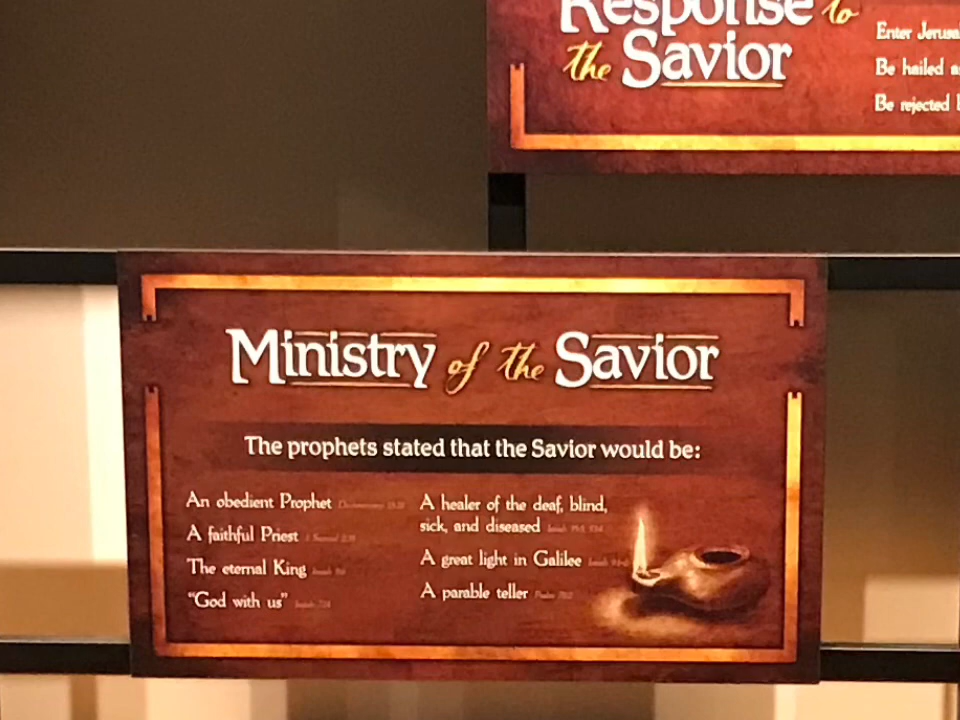 Response to
the Savior
Enter
Be hailed
Be rejected
Ministry of the Savior
The prophets stated that the Savior would be:
An obedient Prophet
A faithful Priest
The eternal King
"God with us"
A healer of the deaf, blind,
sick, and diseased
A great light in Galilee
A parable teller